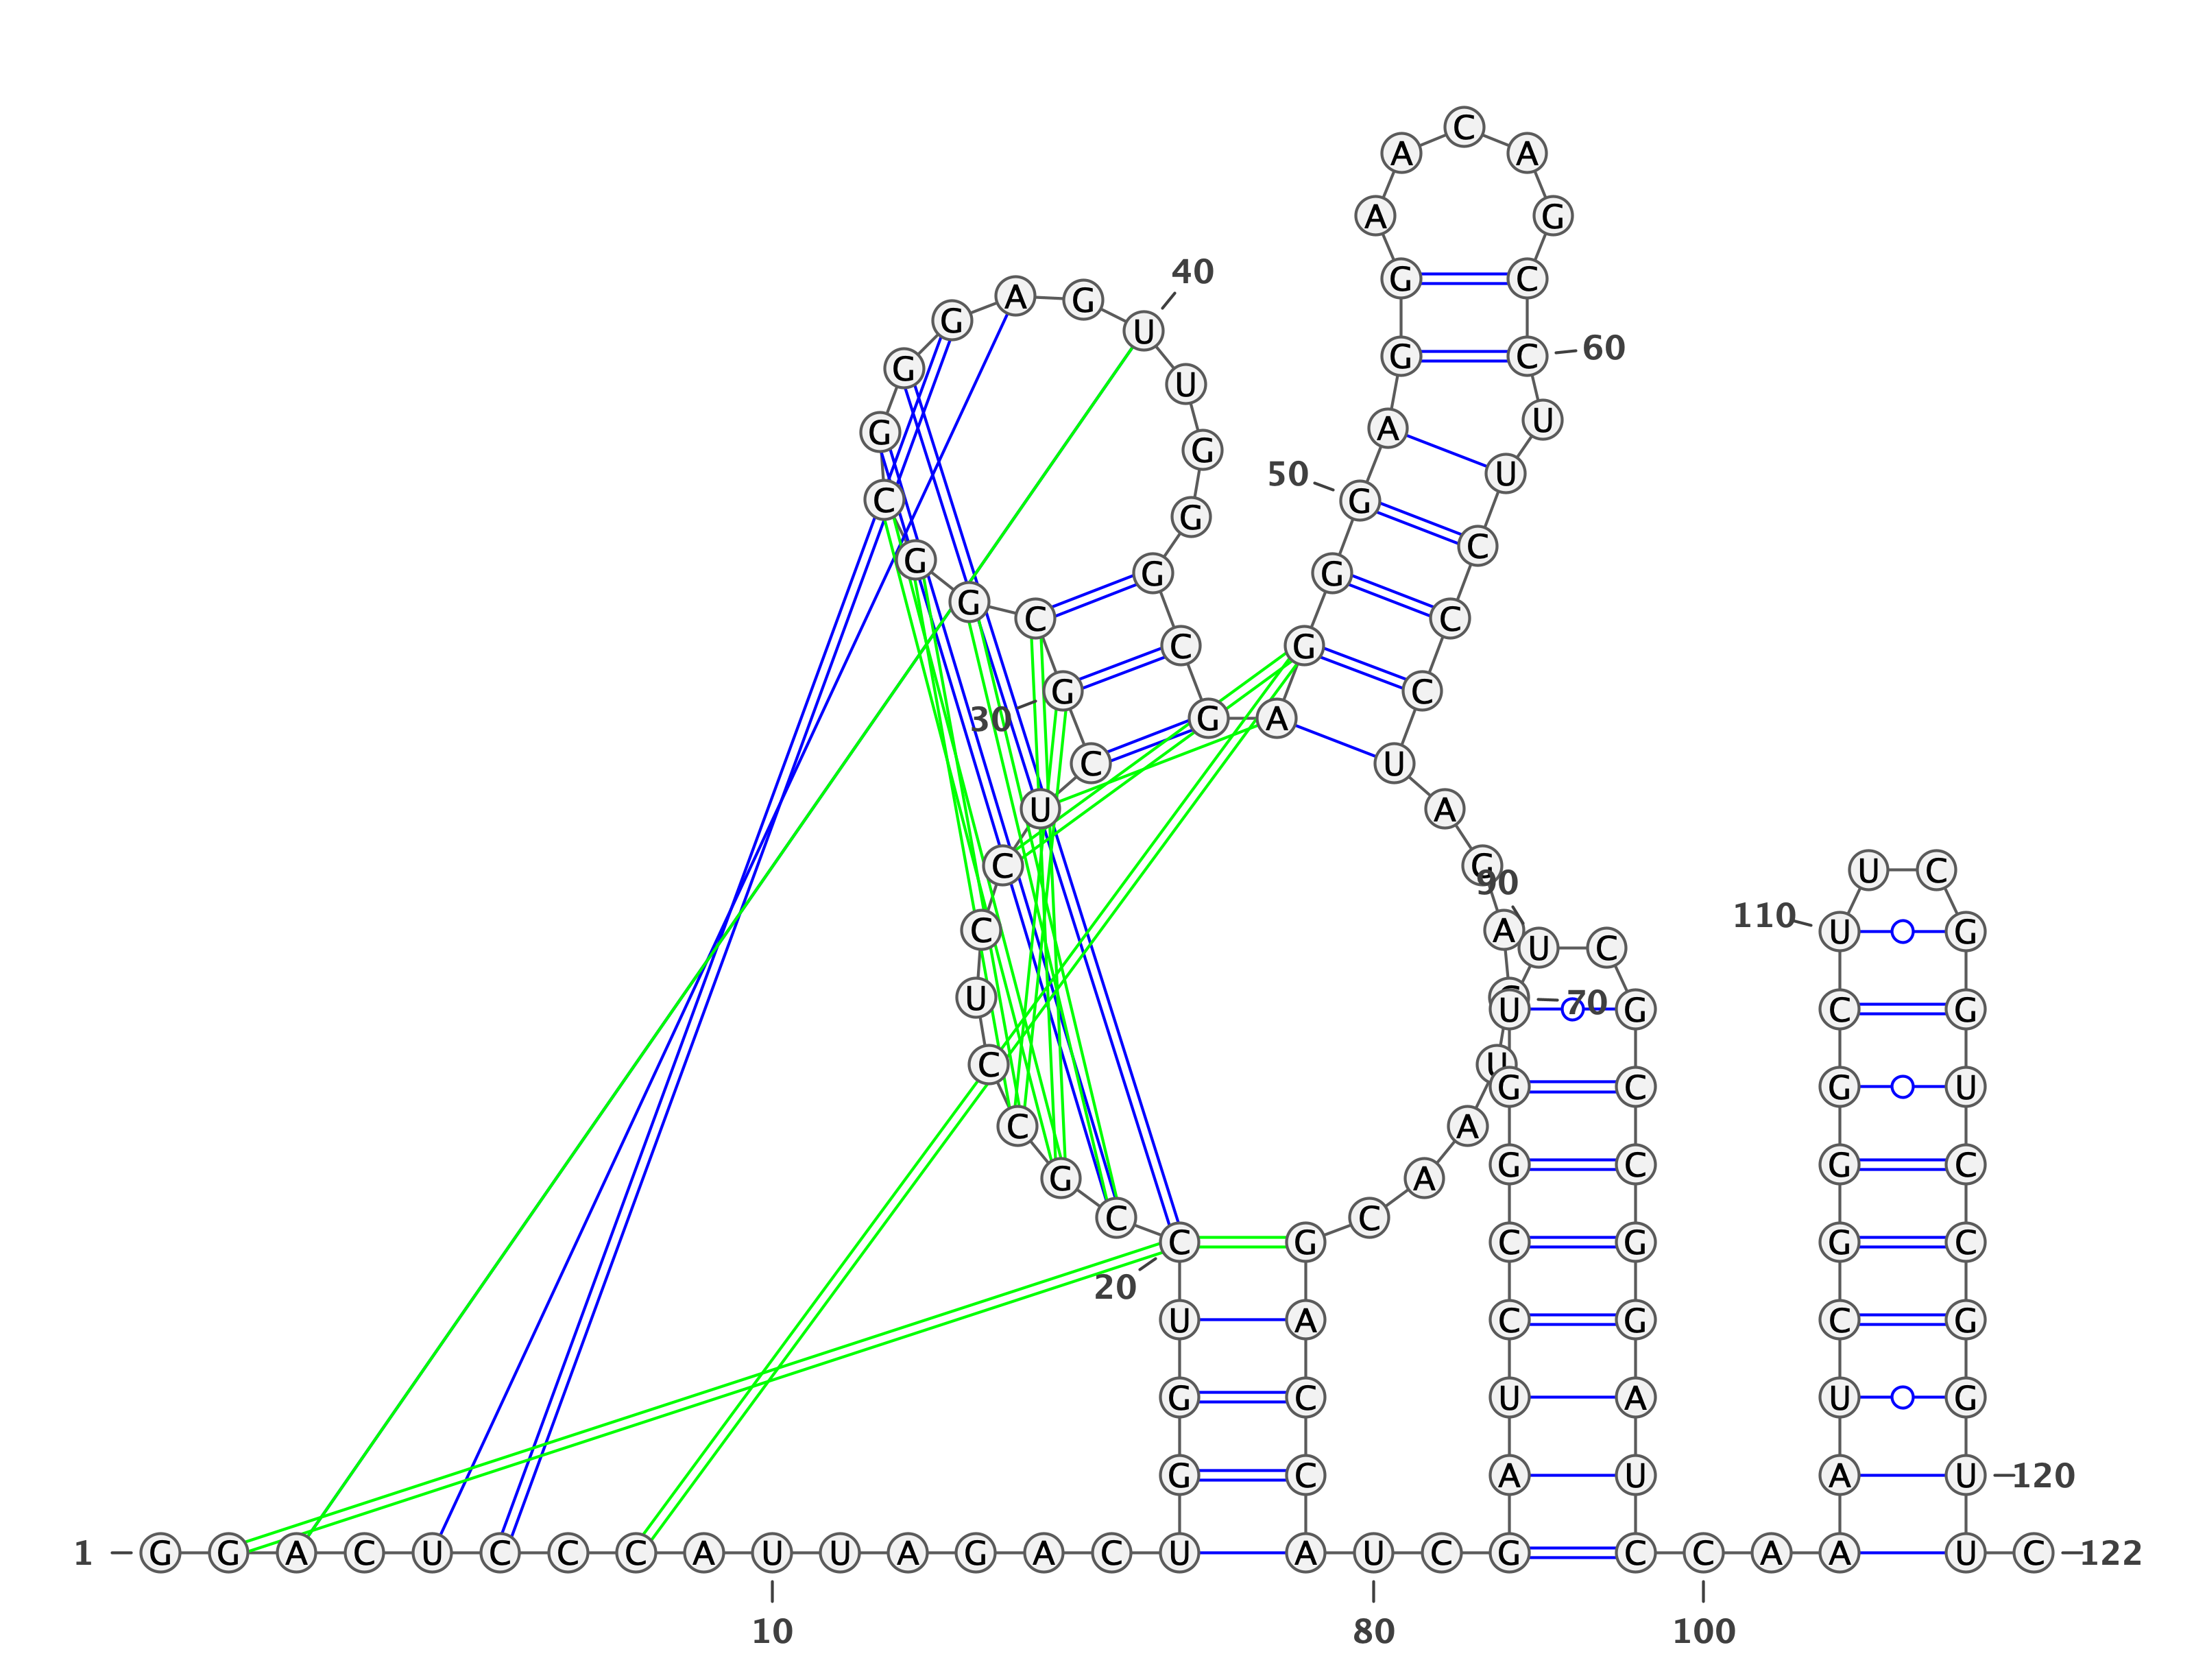 C
A A
A G
40
G C
A G
G U
60
G C
G
U
A U
G
G
50 U
C G
G
C
G
G G
G
C C
C G
G C
30 G A
C U
U A
C G U C
90
110
C A U G
U C
U 70
C U G C G
G C G U
C U
C A
G C G C
G A
C C
C G C G G C
20
U A C G C G
G C U A U G
G C A U A U 120
1 G G A C U C C C A U U A G A C U A U C G C C A A U C 122
10 80 100